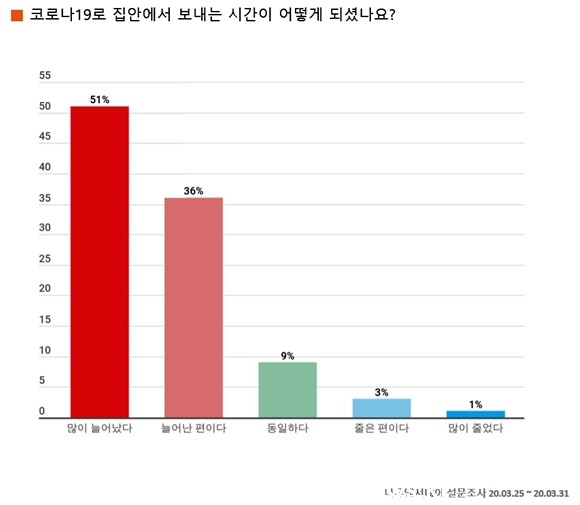 코로나19로 집안에서 보내는 시간이 어떻게 되셨나요?
55
50
45
40
35
30
25
20
15
10
5
0
51%
36%
9%
3%
1%
많이 늘어났다
늘어난 편이다
동일하다
줄은 편이다
많이 줄었다
설문조사 20.03.25 ~ 20.03.31